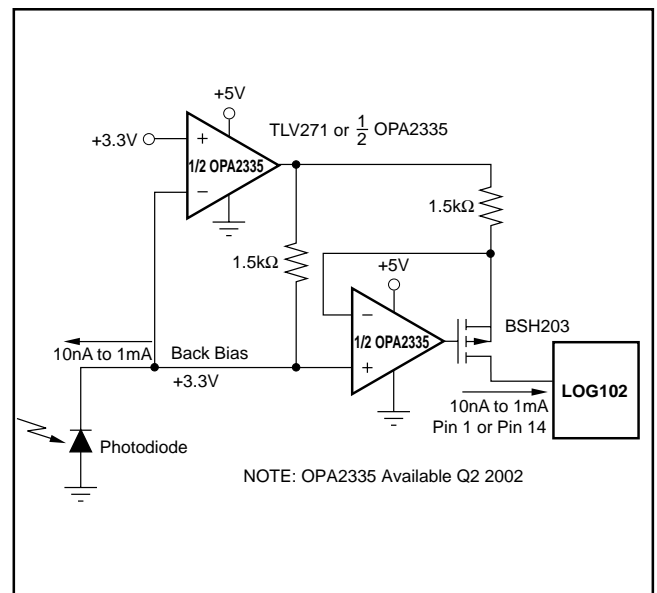 +5V
TLV271 or 1/2 OPA2335
+3.3V
+
1/2 OPA2335
−
1.5kΩ
1.5kΩ
+5V
−
BSH203
1/2 OPA2335
10nA to 1mA
Back Bias
+
+3.3V
10nA to 1mA
LOG102
Pin 1 or Pin 14
Photodiode
NOTE: OPA2335 Available Q2 2002